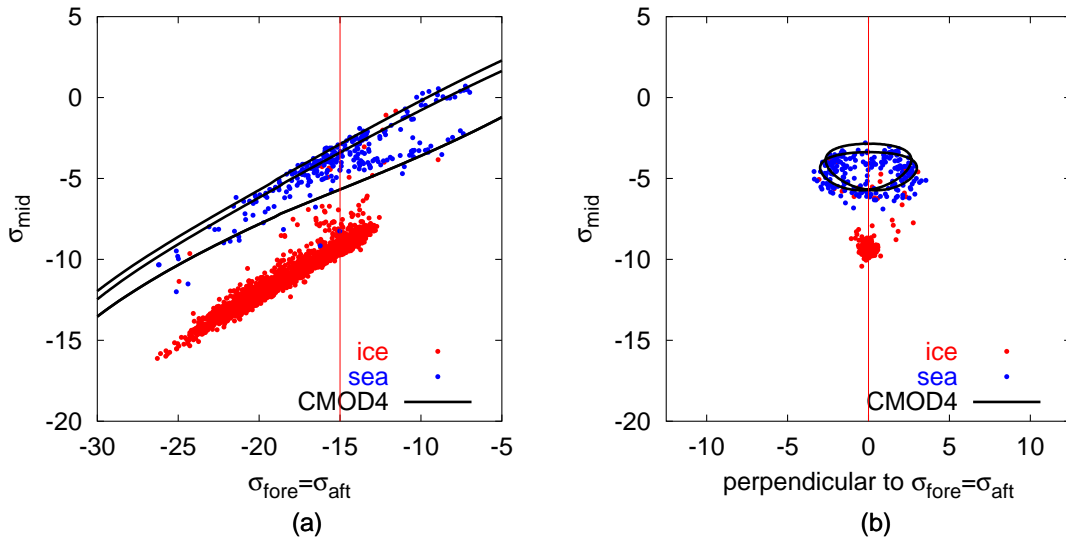 5
0
-5
-10
-15
-20
-30 -25 -20 -15 -10 -5
σmid
σfore=σaft
ice
sea
CMOD4
(a)
5
0
-5
-10
-15
-20
-10 -5 0 5 10
σmid
perpendicular to σfore=σaft
ice
sea
CMOD4
(b)